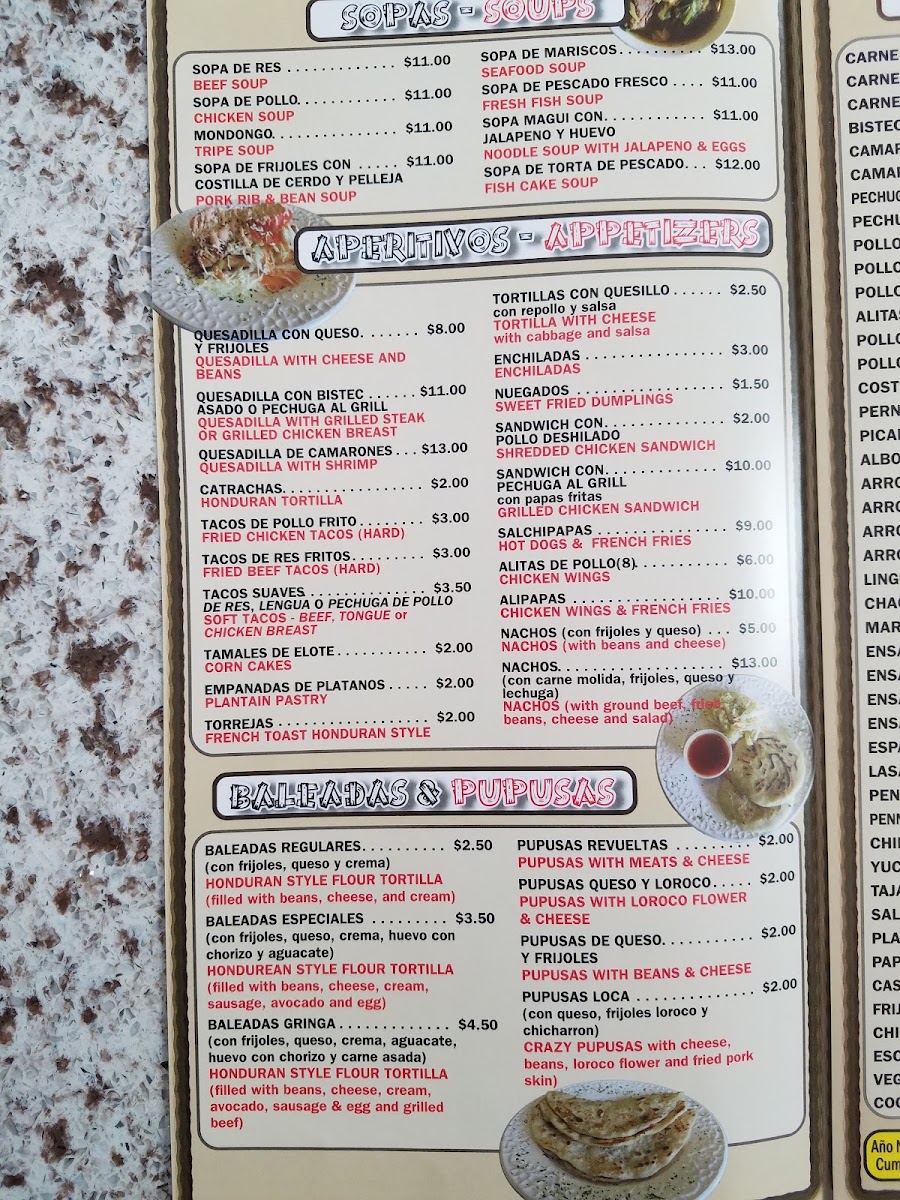 SOPAS - SOUPS
SOPA DE RES ............. $11.00
BEEF SOUP
SOPA DE POLLO............ $11.00
CHICKEN SOUP
MONDONGO............... $11.00
TRIPE SOUP
SOPA DE FRIJOLES CON ..... $11.00
COSTILLA DE CERDO Y PELLEJA
PORK RIB & BEAN SOUP
SOPA DE MARISCOS........... $13.00
SEAFOOD SOUP
SOPA DE PESCADO FRESCO .... $11.00
FRESH FISH SOUP
SOPA MAGUI CON............ $11.00
JALAPENO Y HUEVO
NOODLE SOUP WITH JALAPENO & EGGS
SOPA DE TORTA DE PESCADO... $12.00
FISH CAKE SOUP
APERITIVOS - APPETIZERS
QUESADILLA CON QUESO....... $8.00
Y FRIJOLES
QUESADILLA WITH CHEESE AND
BEANS
QUESADILLA CON BISTEC ...... $11.00
ASADO O PECHUGA AL GRILL
QUESADILLA WITH GRILLED STEAK
OR GRILLED CHICKEN BREAST
QUESADILLA DE CAMARONES ... $13.00
QUESADILLA WITH SHRIMP
CATRACHAS................. $2.00
HONDURAN TORTILLA
TACOS DE POLLO FRITO........ $3.00
FRIED CHICKEN TACOS (HARD)
TACOS DE RES FRITOS......... $3.00
FRIED BEEF TACOS (HARD)
TACOS SUAVES............... $3.50
DE RES, LENGUA O PECHUGA DE POLLO
SOFT TACOS - BEEF, TONGUE or
CHICKEN BREAST
TAMALES DE ELOTE........... $2.00
CORN CAKES
EMPANADAS DE PLATANOS ..... $2.00
PLANTAIN PASTRY
TORREJAS .................. $2.00
FRENCH TOAST HONDURAN STYLE
TORTILLAS CON QUESILLO ...... $2.50
con repollo y salsa
TORTILLA WITH CHEESE
with cabbage and salsa
ENCHILADAS ................ $3.00
ENCHILADAS
NUEGADOS ................. $1.50
SWEET FRIED DUMPLINGS
SANDWICH CON.............. $2.00
POLLO DESHILADO
SHREDDED CHICKEN SANDWICH
SANDWICH CON............. $10.00
PECHUGA AL GRILL
con papas fritas
GRILLED CHICKEN SANDWICH
SALCHIPAPAS ............... $9.00
HOT DOGS & FRENCH FRIES
ALITAS DE POLLO(8)........... $6.00
CHICKEN WINGS
ALIPAPAS .................. $10.00
CHICKEN WINGS & FRENCH FRIES
NACHOS (con frijoles y queso) ... $5.00
NACHOS (with beans and cheese)
NACHOS.................... $13.00
(con carne molida, frijoles, queso y
lechuga)
NACHOS (with ground beef, fried
beans, cheese and salad)
BALEADAS & PUPUSAS
BALEADAS REGULARES.......... $2.50
(con frijoles, queso y crema)
HONDURAN STYLE FLOUR TORTILLA
(filled with beans, cheese, and cream)
BALEADAS ESPECIALES ......... $3.50
(con frijoles, queso, crema, huevo con
chorizo y aguacate)
HONDUREAN STYLE FLOUR TORTILLA
(filled with beans, cheese, cream,
sausage, avocado and egg)
BALEADAS GRINGA ............. $4.50
(con frijoles, queso, crema, aguacate,
huevo con chorizo y carne asada)
HONDURAN STYLE FLOUR TORTILLA
(filled with beans, cheese, cream,
avocado, sausage & egg and grilled
beef)
PUPUSAS REVUELTAS ......... $2.00
PUPUSAS WITH MEATS & CHEESE
PUPUSAS QUESO Y LOROCO..... $2.00
PUPUSAS WITH LOROCO FLOWER
& CHEESE
PUPUSAS DE QUESO........... $2.00
Y FRIJOLES
PUPUSAS WITH BEANS & CHEESE
PUPUSAS LOCA .............. $2.00
(con queso, frijoles loroco y
chicharron)
CRAZY PUPUSAS with cheese,
beans, loroco flower and fried pork
skin)
CARNE
CARNE
CARNE